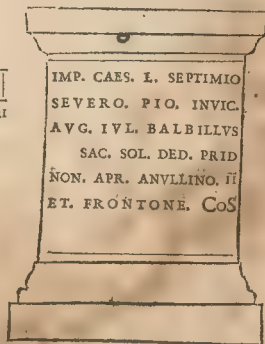 IMP. CAES. L. SEPTIMIO
SEVERO. PIO. INVIC.
AVG. IVL. BALBILLVS
SAC. SOL. DED. PRID
NON. APR. ANVLLINO. II
ET. FRONTONE. CoS